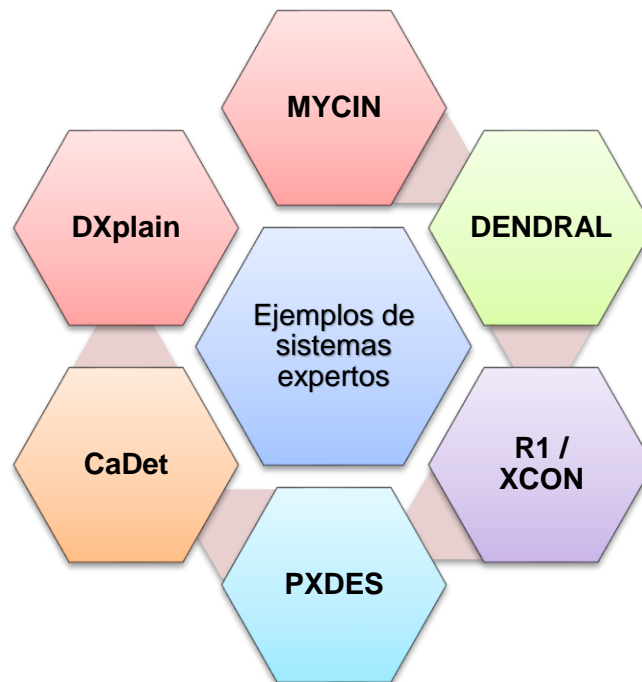 MYCIN
DENDRAL
R1 /
XCON
PXDES
CaDet
DXplain
Ejemplos de
sistemas
expertos